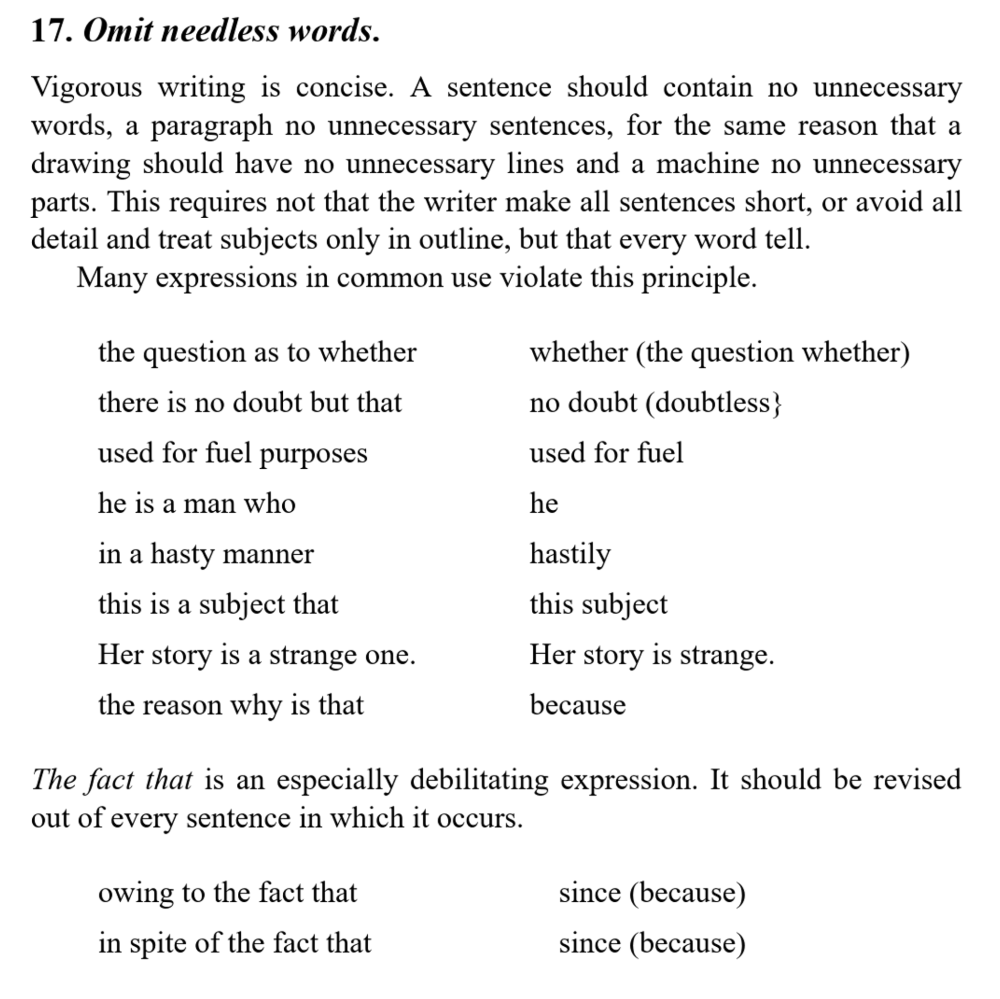 17. Omit needless words.
Vigorous writing is concise. A sentence should contain no unnecessary
words, a paragraph no unnecessary sentences, for the same reason that a
drawing should have no unnecessary lines and a machine no unnecessary
parts. This requires not that the writer make all sentences short, or avoid all
detail and treat subjects only in outline, but that every word tell.
Many expressions in common use violate this principle.
the question as to whether whether (the question whether)
there is no doubt but that no doubt (doubtless}
used for fuel purposes used for fuel
he is a man who he
in a hasty manner hastily
this is a subject that this subject
Her story is a strange one. Her story is strange.
the reason why is that because
The fact that is an especially debilitating expression. It should be revised
out of every sentence in which it occurs.
owing to the fact that since (because)
in spite of the fact that since (because)